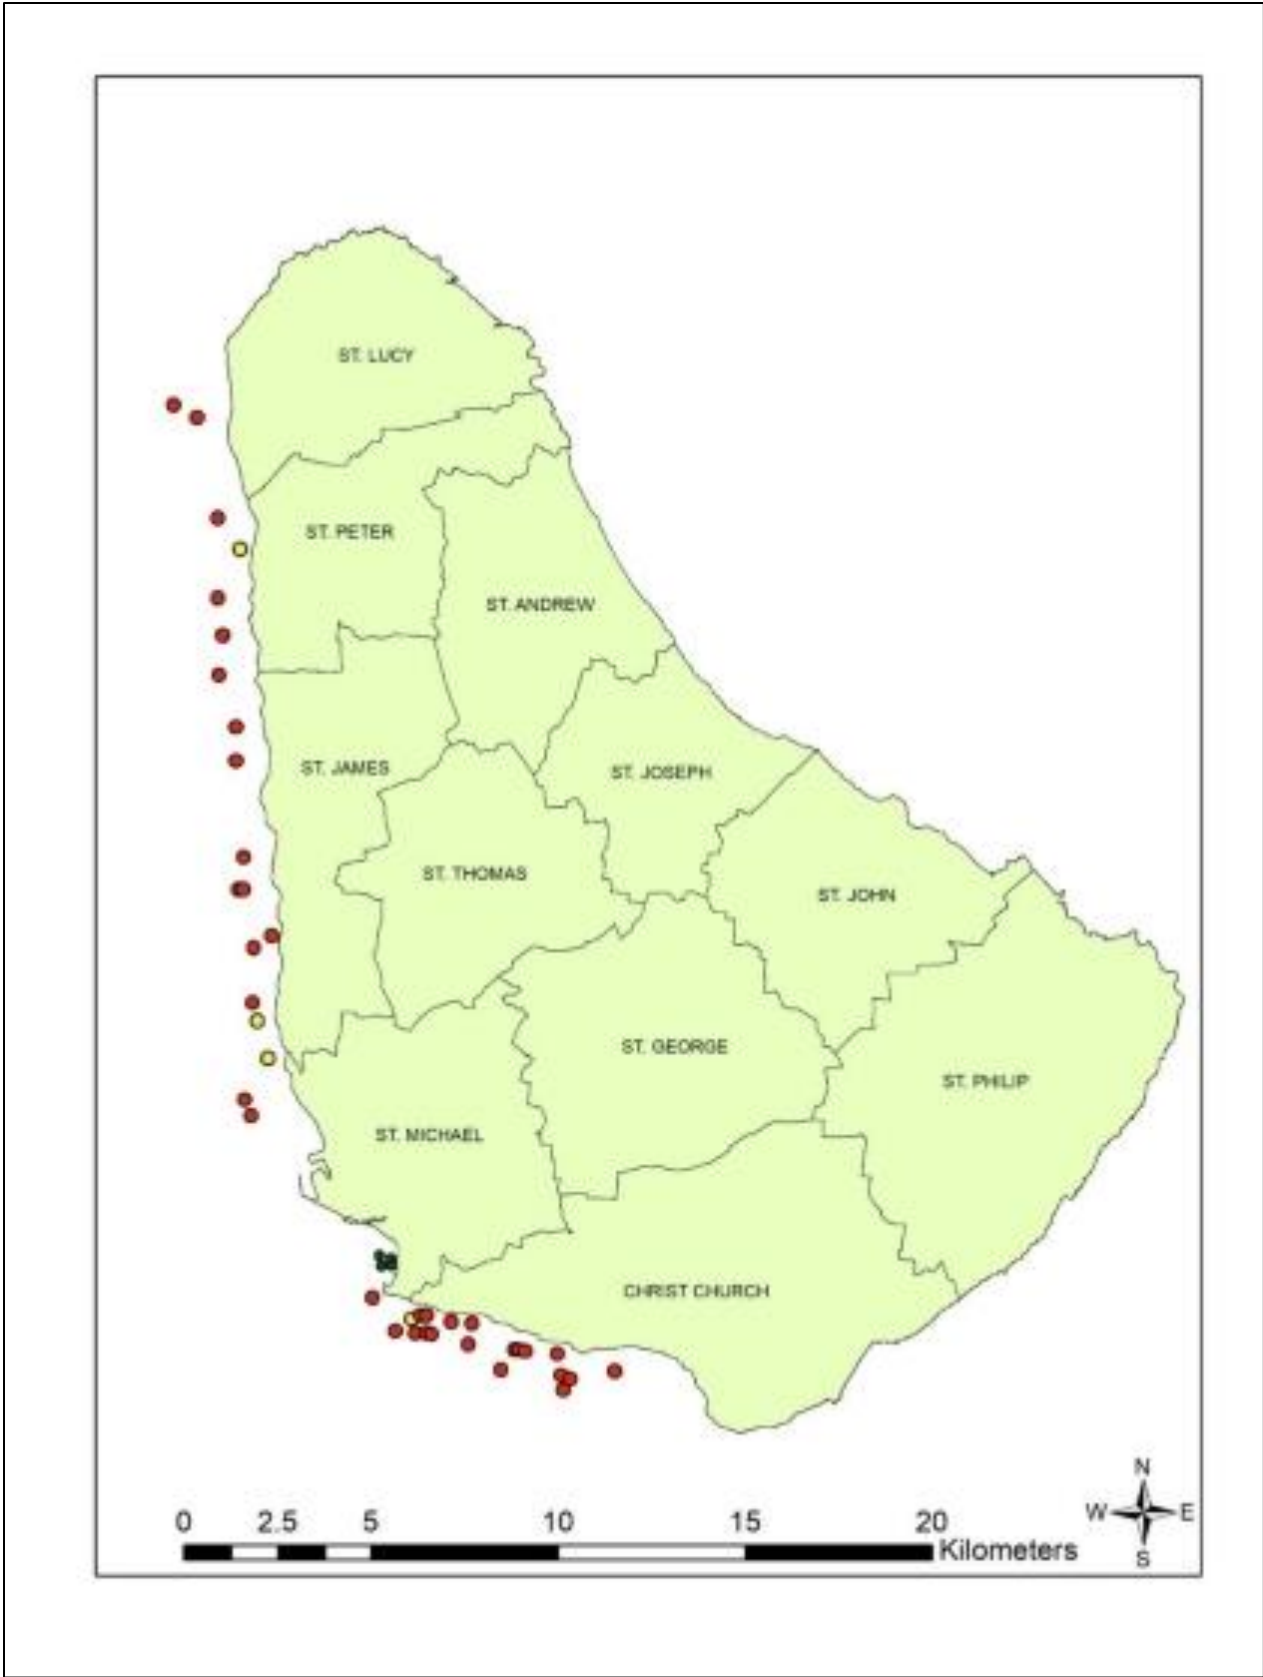 ST. LUCY
ST. PETER
ST. ANDREW
ST. JAMES
ST. JOSEPH
ST. THOMAS
ST. JOHN
ST. GEORGE
ST. PHILIP
ST. MICHAEL
CHRIST CHURCH
N
W E
S
0 2.5 5 10 15 20
Kilometers